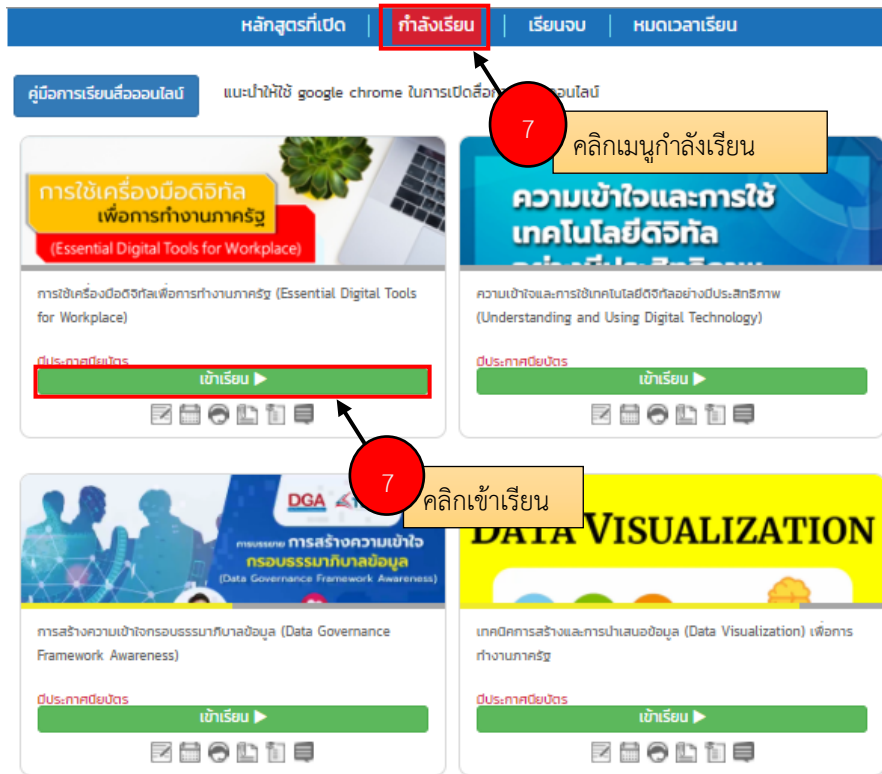 หลักสูตรที่เปิด | กำลังเรียน | เรียนจบ | หมดเวลาเรียน
คู่มือการเรียนสื่อออนไลน์
แนะนำให้ใช้ google chrome ในการเปิดสื่อ ออนไลน์
7
คลิกเมนูกำลังเรียน
การใช้เครื่องมือดิจิทัล
เพื่อการทำงานภาครัฐ
(Essential Digital Tools for Workplace)
การใช้เครื่องมือดิจิทัลเพื่อการทำงานภาครัฐ (Essential Digital Tools
for Workplace)
มีประกาศนียบัตร
เข้าเรียน ▶
ความเข้าใจและการใช้
เทคโนโลยีดิจิทัล
อย่างมีประสิทธิภาพ
ความเข้าใจและการใช้เทคโนโลยีดิจิทัลอย่างมีประสิทธิภาพ
(Understanding and Using Digital Technology)
มีประกาศนียบัตร
เข้าเรียน ▶
7
คลิกเข้าเรียน
DGA
การบรรยาย การสร้างความเข้าใจ
กรอบธรรมาภิบาลข้อมูล
(Data Governance Framework Awareness)
การสร้างความเข้าใจกรอบธรรมาภิบาลข้อมูล (Data Governance
Framework Awareness)
มีประกาศนียบัตร
เข้าเรียน ▶
DATA VISUALIZATION
เทคนิคการสร้างและการนำเสนอข้อมูล (Data Visualization) เพื่อการ
ทำงานภาครัฐ
มีประกาศนียบัตร
เข้าเรียน ▶